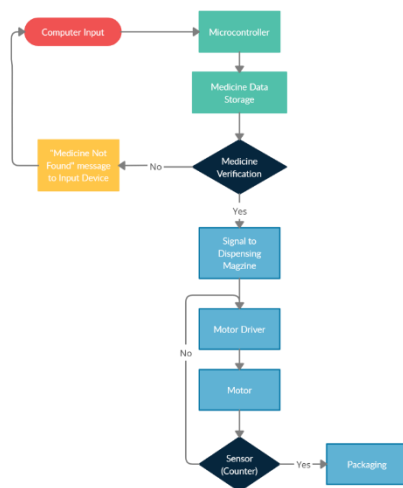 Computer Input
Microcontroller
Medicine Data
Storage
"Medicine Not
Found" message
to Input Device
No
Medicine
Verification
Yes
Signal to
Dispensing
Magzine
Motor Driver
No
Motor
Sensor
(Counter)
Yes
Packaging